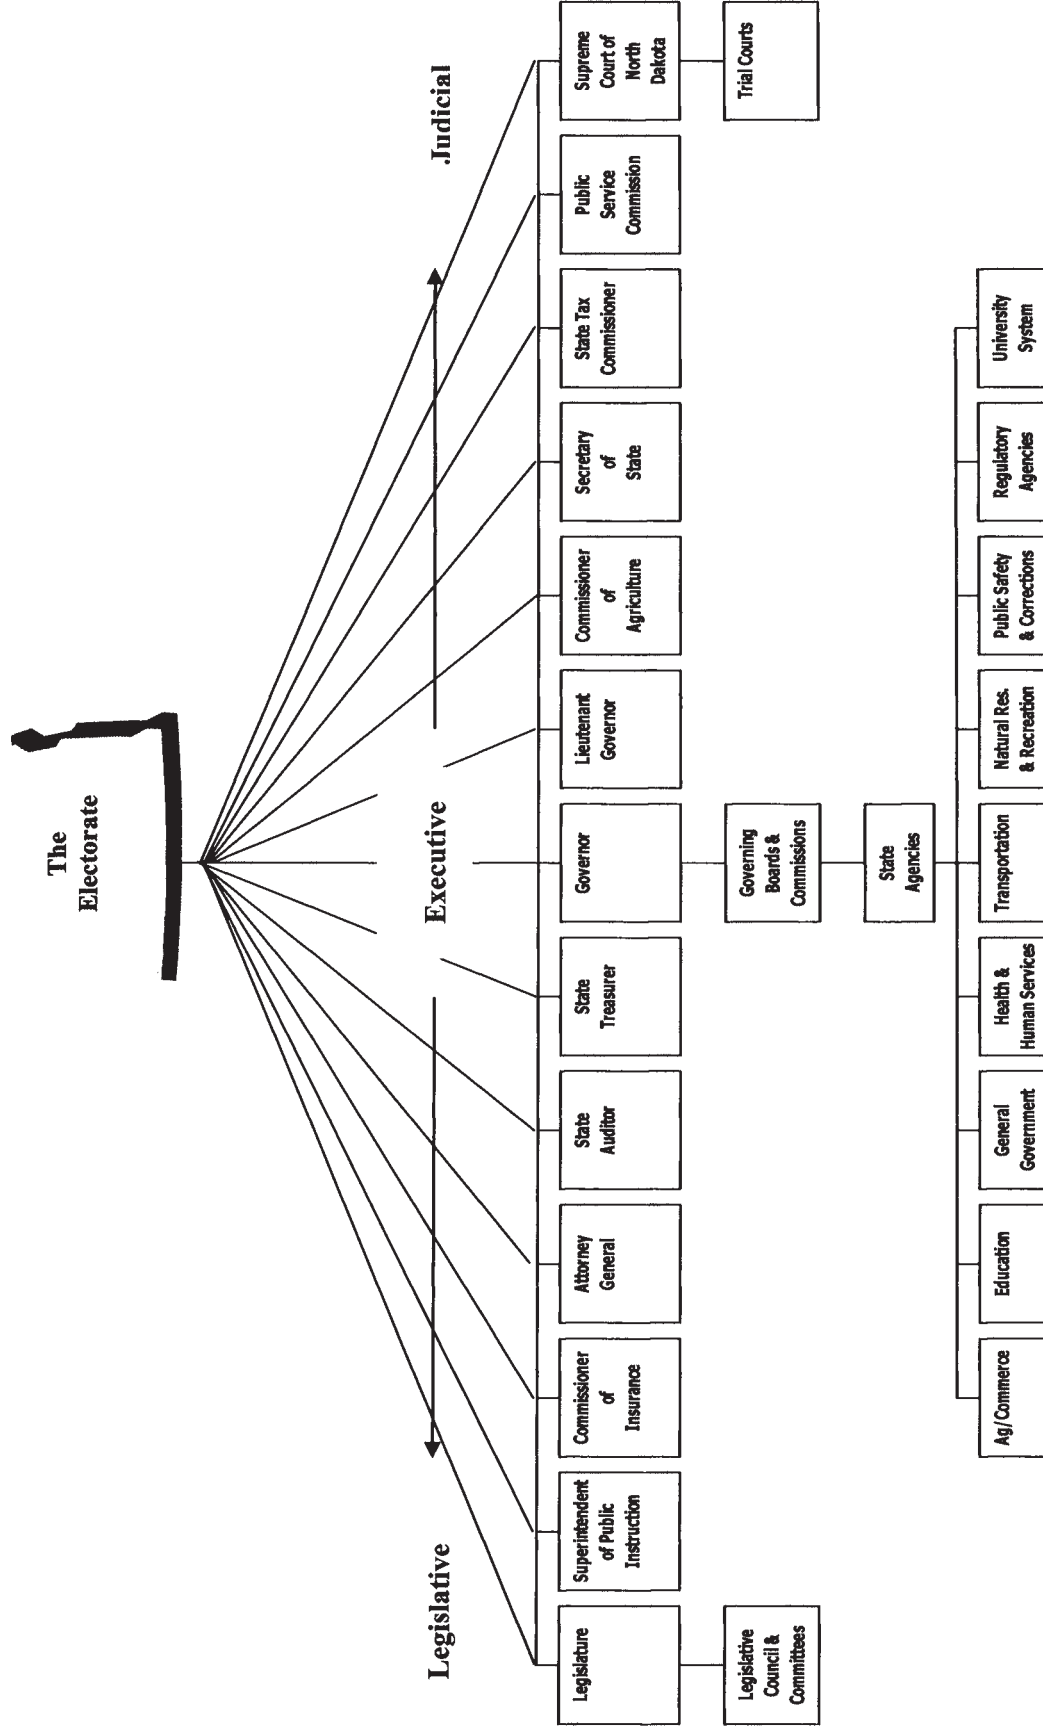 The
Electorate
Legislative
Executive
Judicial
Legislature
Superintendent
of Public
Instruction
Commissioner
of
Insurance
Attorney
General
State
Auditor
State
Treasurer
Governor
Lieutenant
Governor
Commissioner
of
Agriculture
Secretary
of
State
State Tax
Commissioner
Public
Service
Commission
Supreme
Court of
North
Dakota
Legislative
Council &
Committees
Governing
Boards &
Commissions
Trial Courts
State
Agencies
Ag/Commerce
Education
General
Government
Health &
Human Services
Transportation
Natural Res.
& Recreation
Public Safety
& Corrections
Regulatory
Agencies
University
System